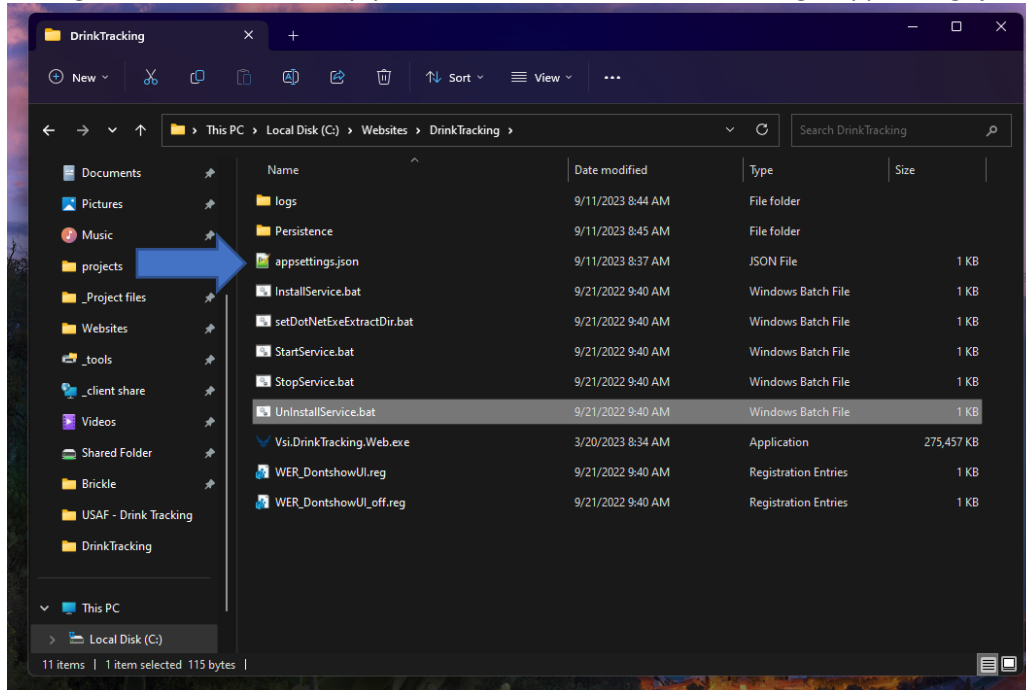 DrinkTracking
New
Sort
View
This PC > Local Disk (C:) > Websites > DrinkTracking >
Search DrinkTracking
Name Date modified Type Size
Documents
Pictures
Music
projects
_Project files
Websites
_tools
_client share
Videos
Shared Folder
Brickle
USAF - Drink Tracking
DrinkTracking
This PC
Local Disk (C:)
logs 9/11/2023 8:44 AM File folder
Persistence 9/11/2023 8:45 AM File folder
appsettings.json 9/11/2023 8:37 AM JSON File 1 KB
InstallService.bat 9/21/2022 9:40 AM Windows Batch File 1 KB
setDotNetExeExtractDir.bat 9/21/2022 9:40 AM Windows Batch File 1 KB
StartService.bat 9/21/2022 9:40 AM Windows Batch File 1 KB
StopService.bat 9/21/2022 9:40 AM Windows Batch File 1 KB
UnInstallService.bat 9/21/2022 9:40 AM Windows Batch File 1 KB
Vsi.DrinkTracking.Web.exe 3/20/2023 8:34 AM Application 275,457 KB
WER_DontshowUI.reg 9/21/2022 9:40 AM Registration Entries 1 KB
WER_DontshowUI_off.reg 9/21/2022 9:40 AM Registration Entries 1 KB
11 items | 1 item selected 115 bytes |